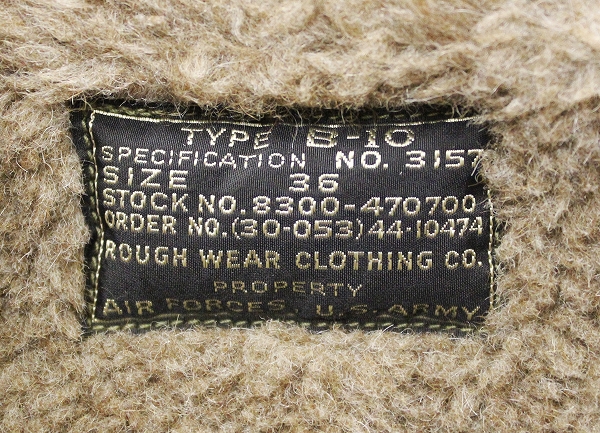 TYPE B-10
SPECIFICATION NO. 3157
SIZE 36
STOCK NO. 8300-470700
ORDER NO. (30-053)44-10474
ROUGH WEAR CLOTHING CO.
PROPERTY
AIR FORCES U.S. ARMY